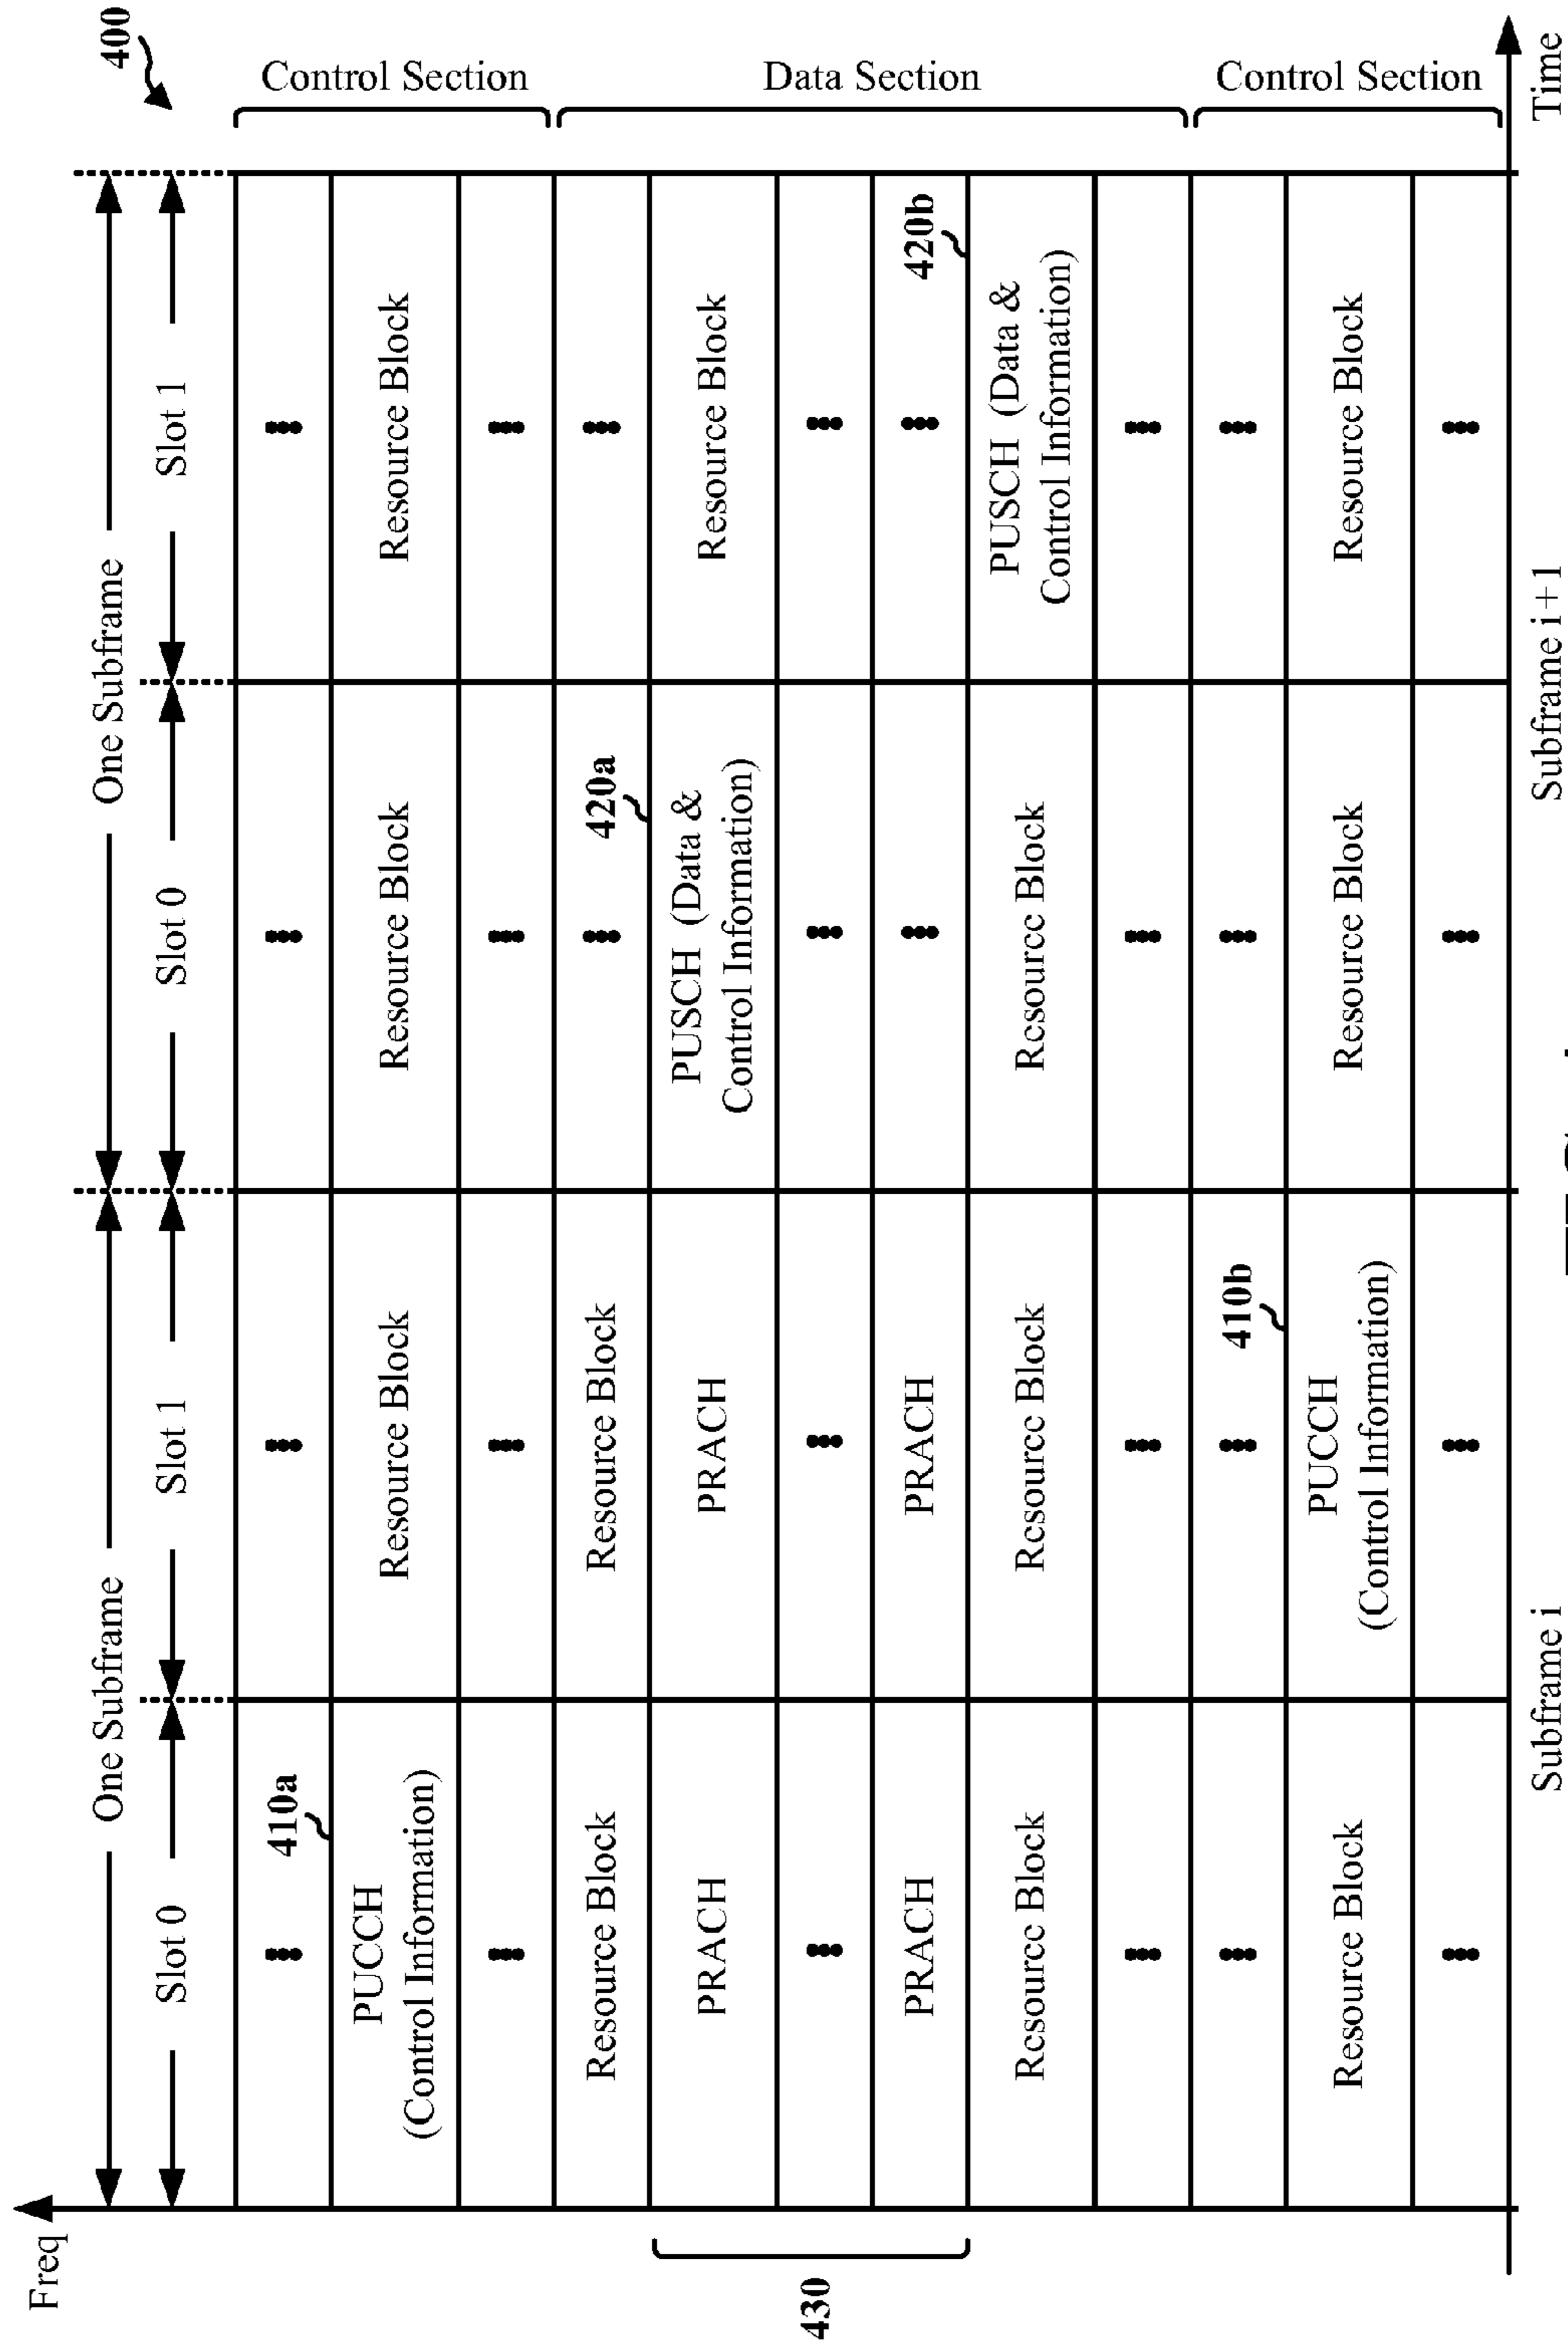 Freq
400
One Subframe
One Subframe
Slot 0
Slot 1
Slot 0
Slot 1
410a
PUCCH
(Control Information)
Resource Block
Resource Block
Resource Block
Control Section
Resource Block
Resource Block
420a
430
PRACH
PRACH
PUSCH (Data &
Control Information)
Resource Block
Data Section
PRACH
PRACH
420b
Resource Block
Resource Block
Resource Block
PUSCH (Data &
Control Information)
410b
Resource Block
PUCCH
(Control Information)
Resource Block
Resource Block
Control Section
Subframe i
Subframe i+1
Time